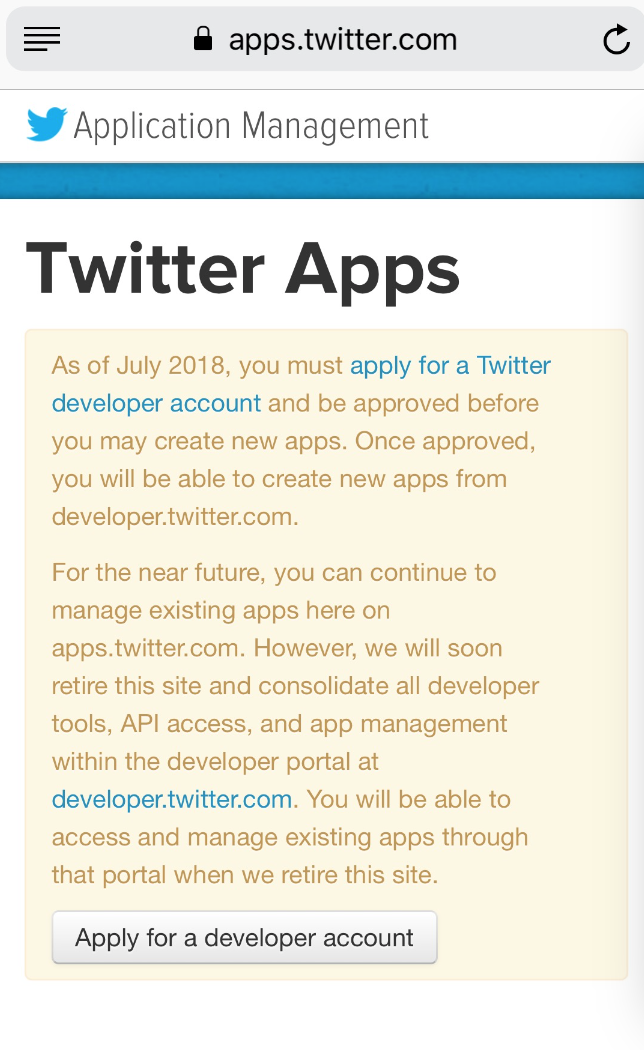 apps.twitter.com
Application Management
Twitter Apps
As of July 2018, you must apply for a Twitter
developer account and be approved before
you may create new apps. Once approved,
you will be able to create new apps from
developer.twitter.com.
For the near future, you can continue to
manage existing apps here on
apps.twitter.com. However, we will soon
retire this site and consolidate all developer
tools, API access, and app management
within the developer portal at
developer.twitter.com. You will be able to
access and manage existing apps through
that portal when we retire this site.
Apply for a developer account